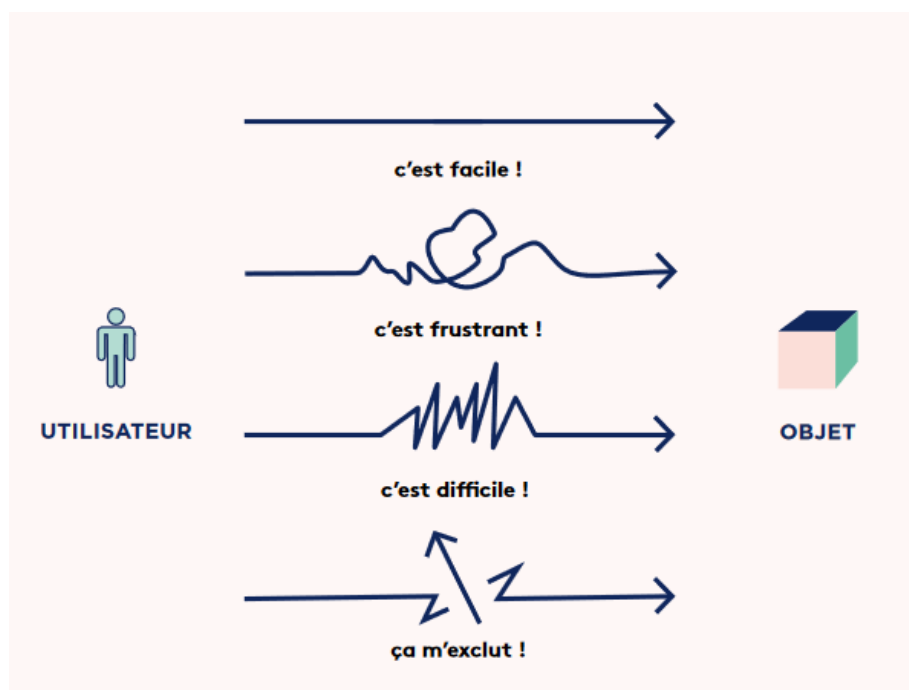 c'est facile !
c'est frustrant !
UTILISATEUR
OBJET
c'est difficile !
ça m'exclut !